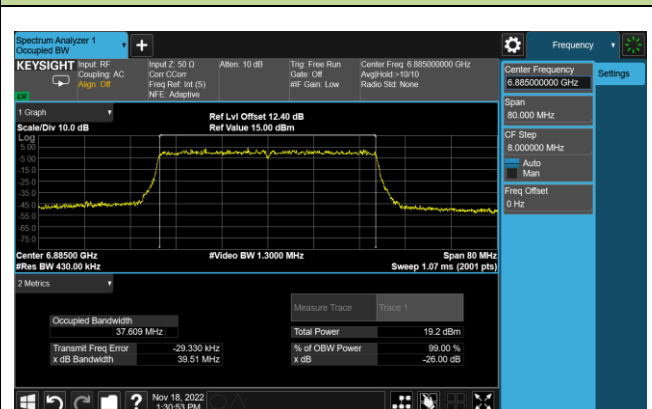 Spectrum Analyzer 1
Occupied BW
Frequency
KEYSIGHT
Input: RF
Coupling: AC
Align: Off
Input Z: 50 Ω
Corr CCorr
Freq Ref: Int (S)
NFE: Adaptive
Atten: 10 dB
Trig: Free Run
Gate: Off
#IF Gain: Low
Center Freq: 6.885000000 GHz
Avg|Hold:>10/10
Radio Std: None
LXI
Center Frequency
6.885000000 GHz
Settings
Span
80.000 MHz
CF Step
8.000000 MHz
Auto
Man
Freq Offset
0 Hz
1 Graph
Scale/Div 10.0 dB
Ref Lvl Offset 12.40 dB
Ref Value 15.00 dBm
Log
5.00
-5.00
-15.0
-25.0
-35.0
-45.0
-55.0
-65.0
-75.0
Center 6.88500 GHz
#Res BW 430.00 kHz
#Video BW 1.3000 MHz
Span 80 MHz
Sweep 1.07 ms (2001 pts)
2 Metrics
Measure Trace
Trace 1
Occupied Bandwidth
37.609 MHz
Total Power
19.2 dBm
Transmit Freq Error
-29.330 kHz
% of OBW Power
99.00 %
x dB Bandwidth
39.51 MHz
x dB
-26.00 dB
?
Nov 18, 2022
1:30:53 PM